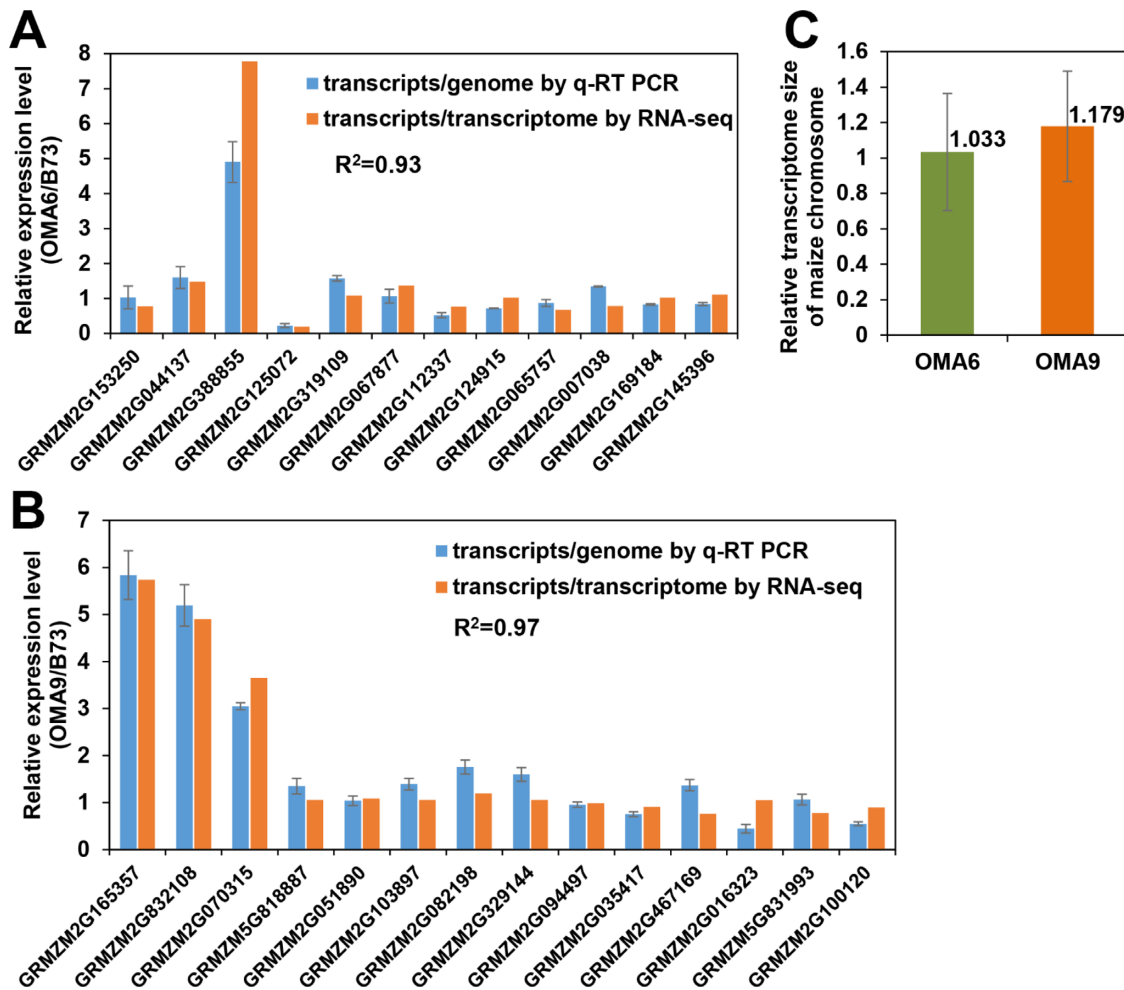 A
Relative expression level
(OMA6/B73)
8
7
6
5
4
3
2
1
0
transcripts/genome by q-RT PCR
transcripts/transcriptome by RNA-seq
R²=0.93
GRMZM2G153250
GRMZM2G044137
GRMZM2G388855
GRMZM2G125072
GRMZM2G319109
GRMZM2G067877
GRMZM2G112337
GRMZM2G124915
GRMZM2G065757
GRMZM2G007038
GRMZM2G169184
GRMZM2G145396
C
Relative transcriptome size
of maize chromosome
1.6
1.4
1.2
1
0.8
0.6
0.4
0.2
0
1.033
1.179
OMA6
OMA9
B
Relative expression level
(OMA9/B73)
7
6
5
4
3
2
1
0
transcripts/genome by q-RT PCR
transcripts/transcriptome by RNA-seq
R²=0.97
GRMZM2G165357
GRMZM2G832108
GRMZM2G070315
GRMZM5G818887
GRMZM2G051890
GRMZM2G103897
GRMZM2G082198
GRMZM2G329144
GRMZM2G094497
GRMZM2G035417
GRMZM2G467169
GRMZM2G016323
GRMZM5G831993
GRMZM2G100120